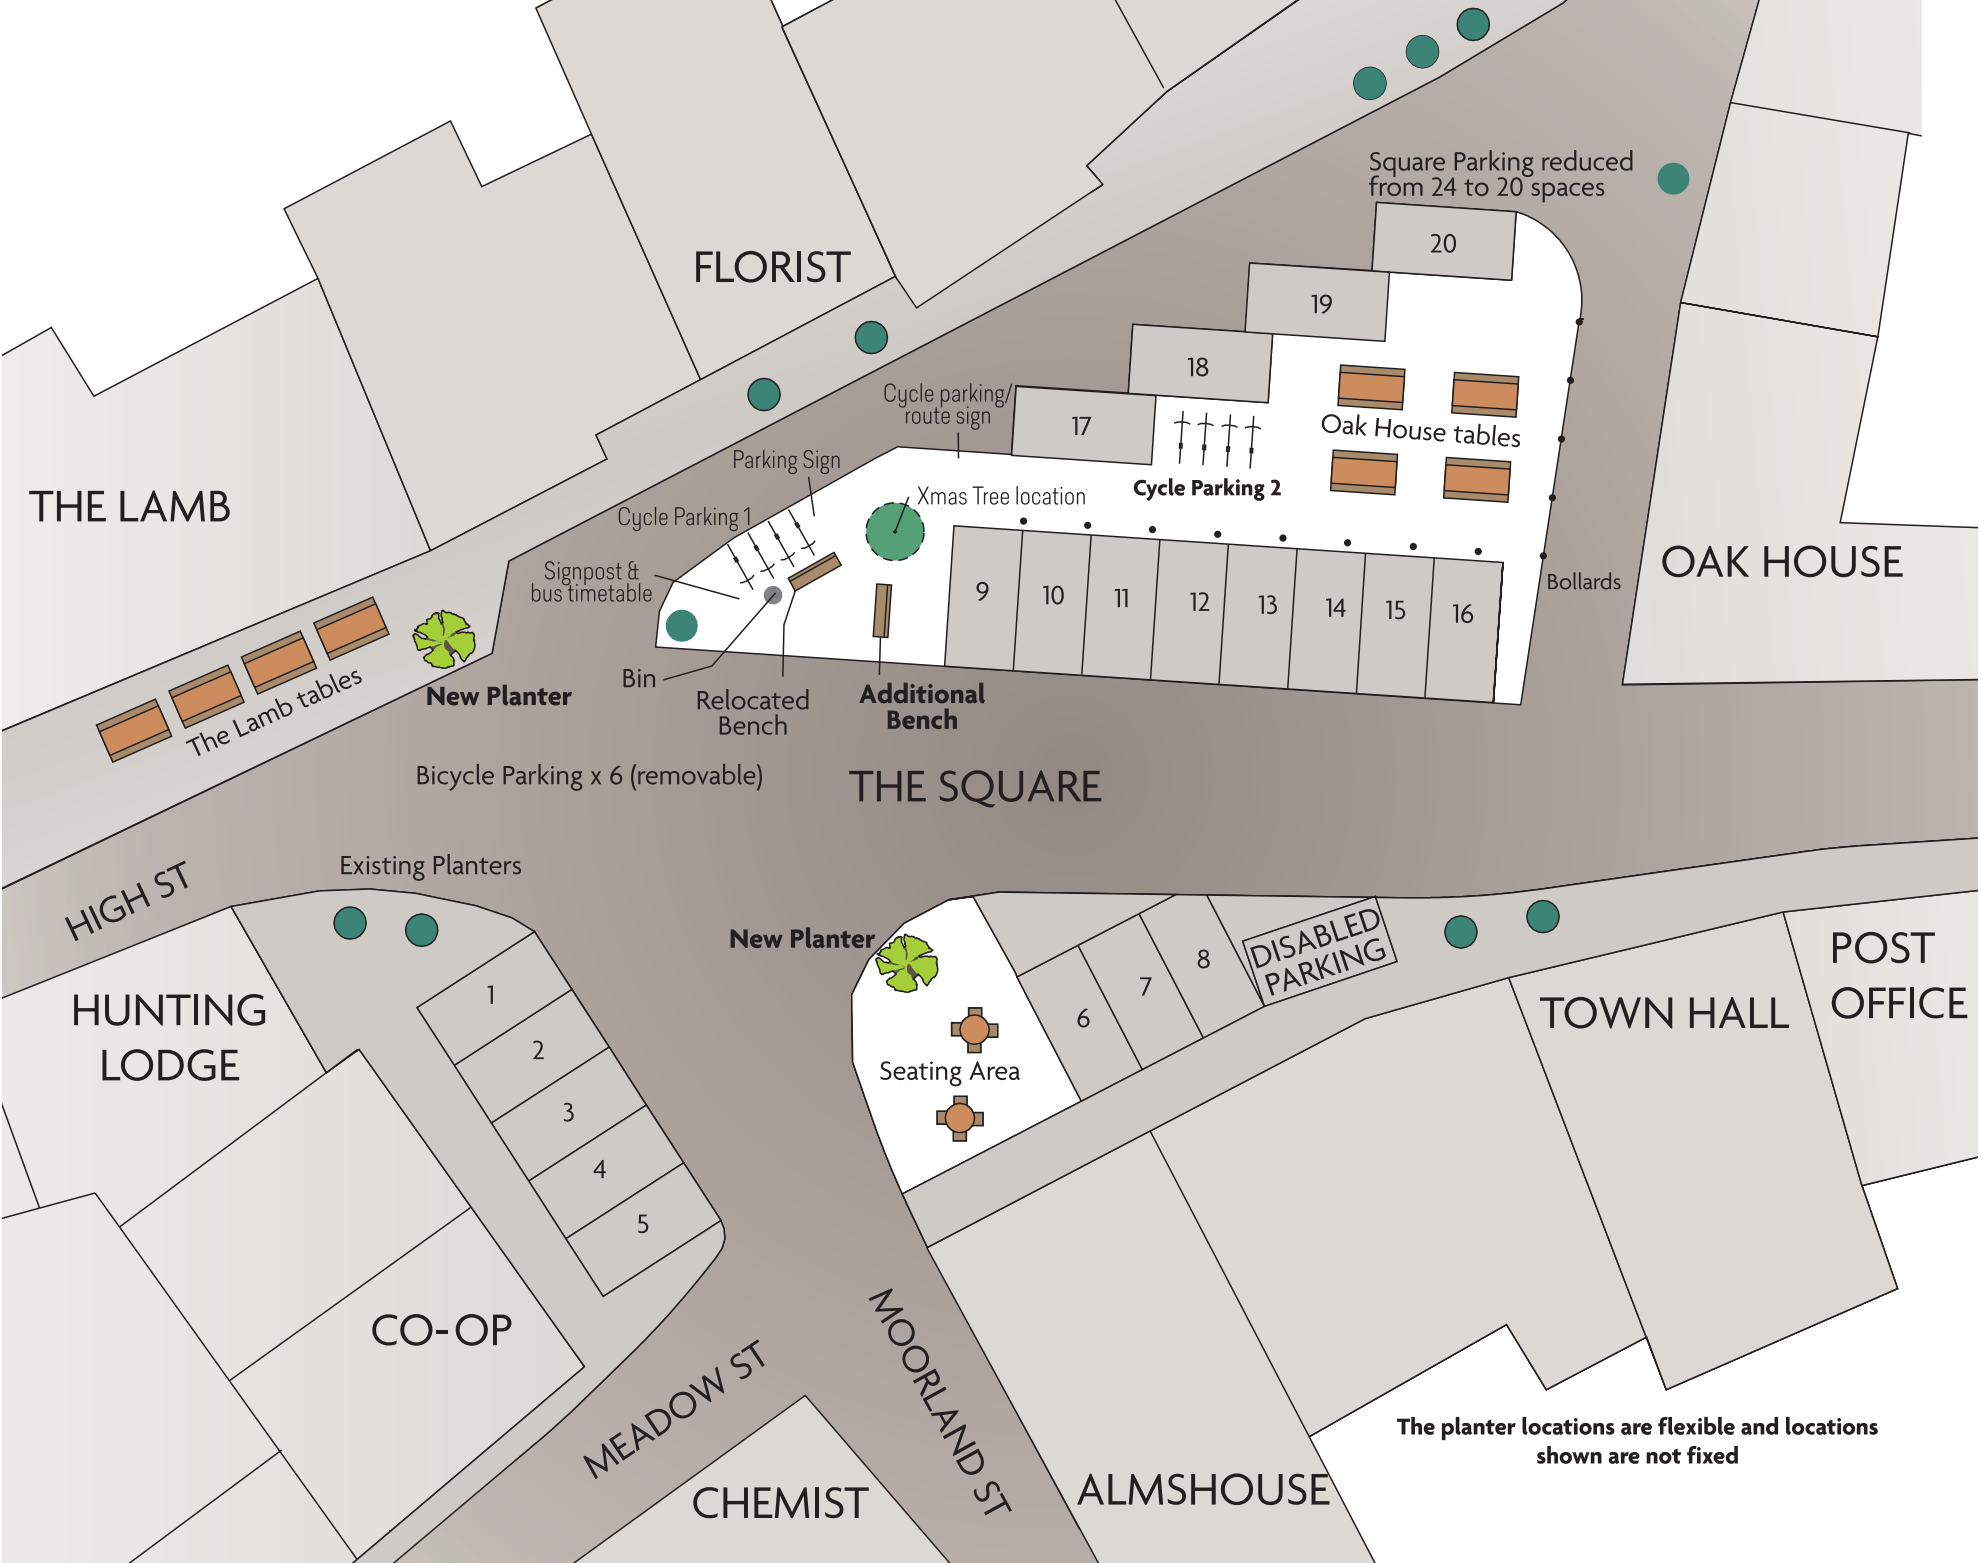 Square Parking reduced
from 24 to 20 spaces
20
FLORIST
19
18
Cycle parking/
route sign
17
Oak House tables
Parking Sign
Cycle Parking 2
Xmas Tree location
THE LAMB
Cycle Parking 1
OAK HOUSE
Signpost &
bus timetable
Bollards
9
10
11
12
13
14
15
16
Bin
The Lamb tables
New Planter
Relocated
Bench
Additional
Bench
Bicycle Parking x 6 (removable)
THE SQUARE
Existing Planters
HIGH ST
New Planter
DISABLED
PARKING
POST
OFFICE
HUNTING
LODGE
1
2
3
4
5
6
7
8
TOWN HALL
Seating Area
CO-OP
MEADOW ST
MOORLAND ST
The planter locations are flexible and locations
shown are not fixed
CHEMIST
ALMSHOUSE